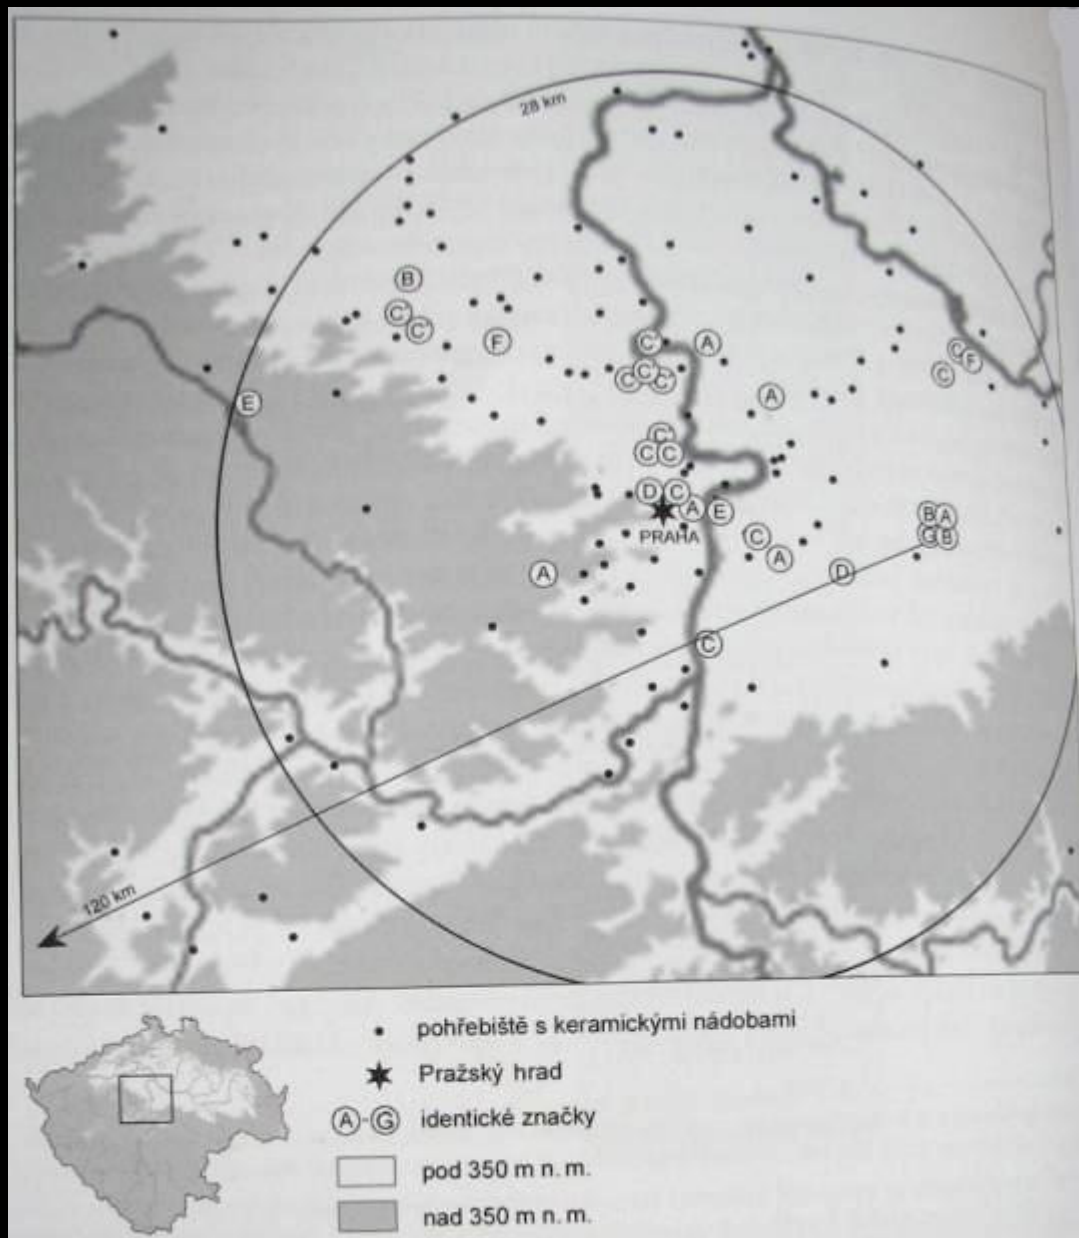 28 km
B
C'
C'
F
C'
A
C
C'
C'
C
F
C
E
A
C'
C
C
D
C
A
E
PRAHA
B
A
G
B
C
A
A
D
C
120 km
pohřebiště s keramickými nádobami
Pražský hrad
A-G identické značky
pod 350 m n. m.
nad 350 m n. m.